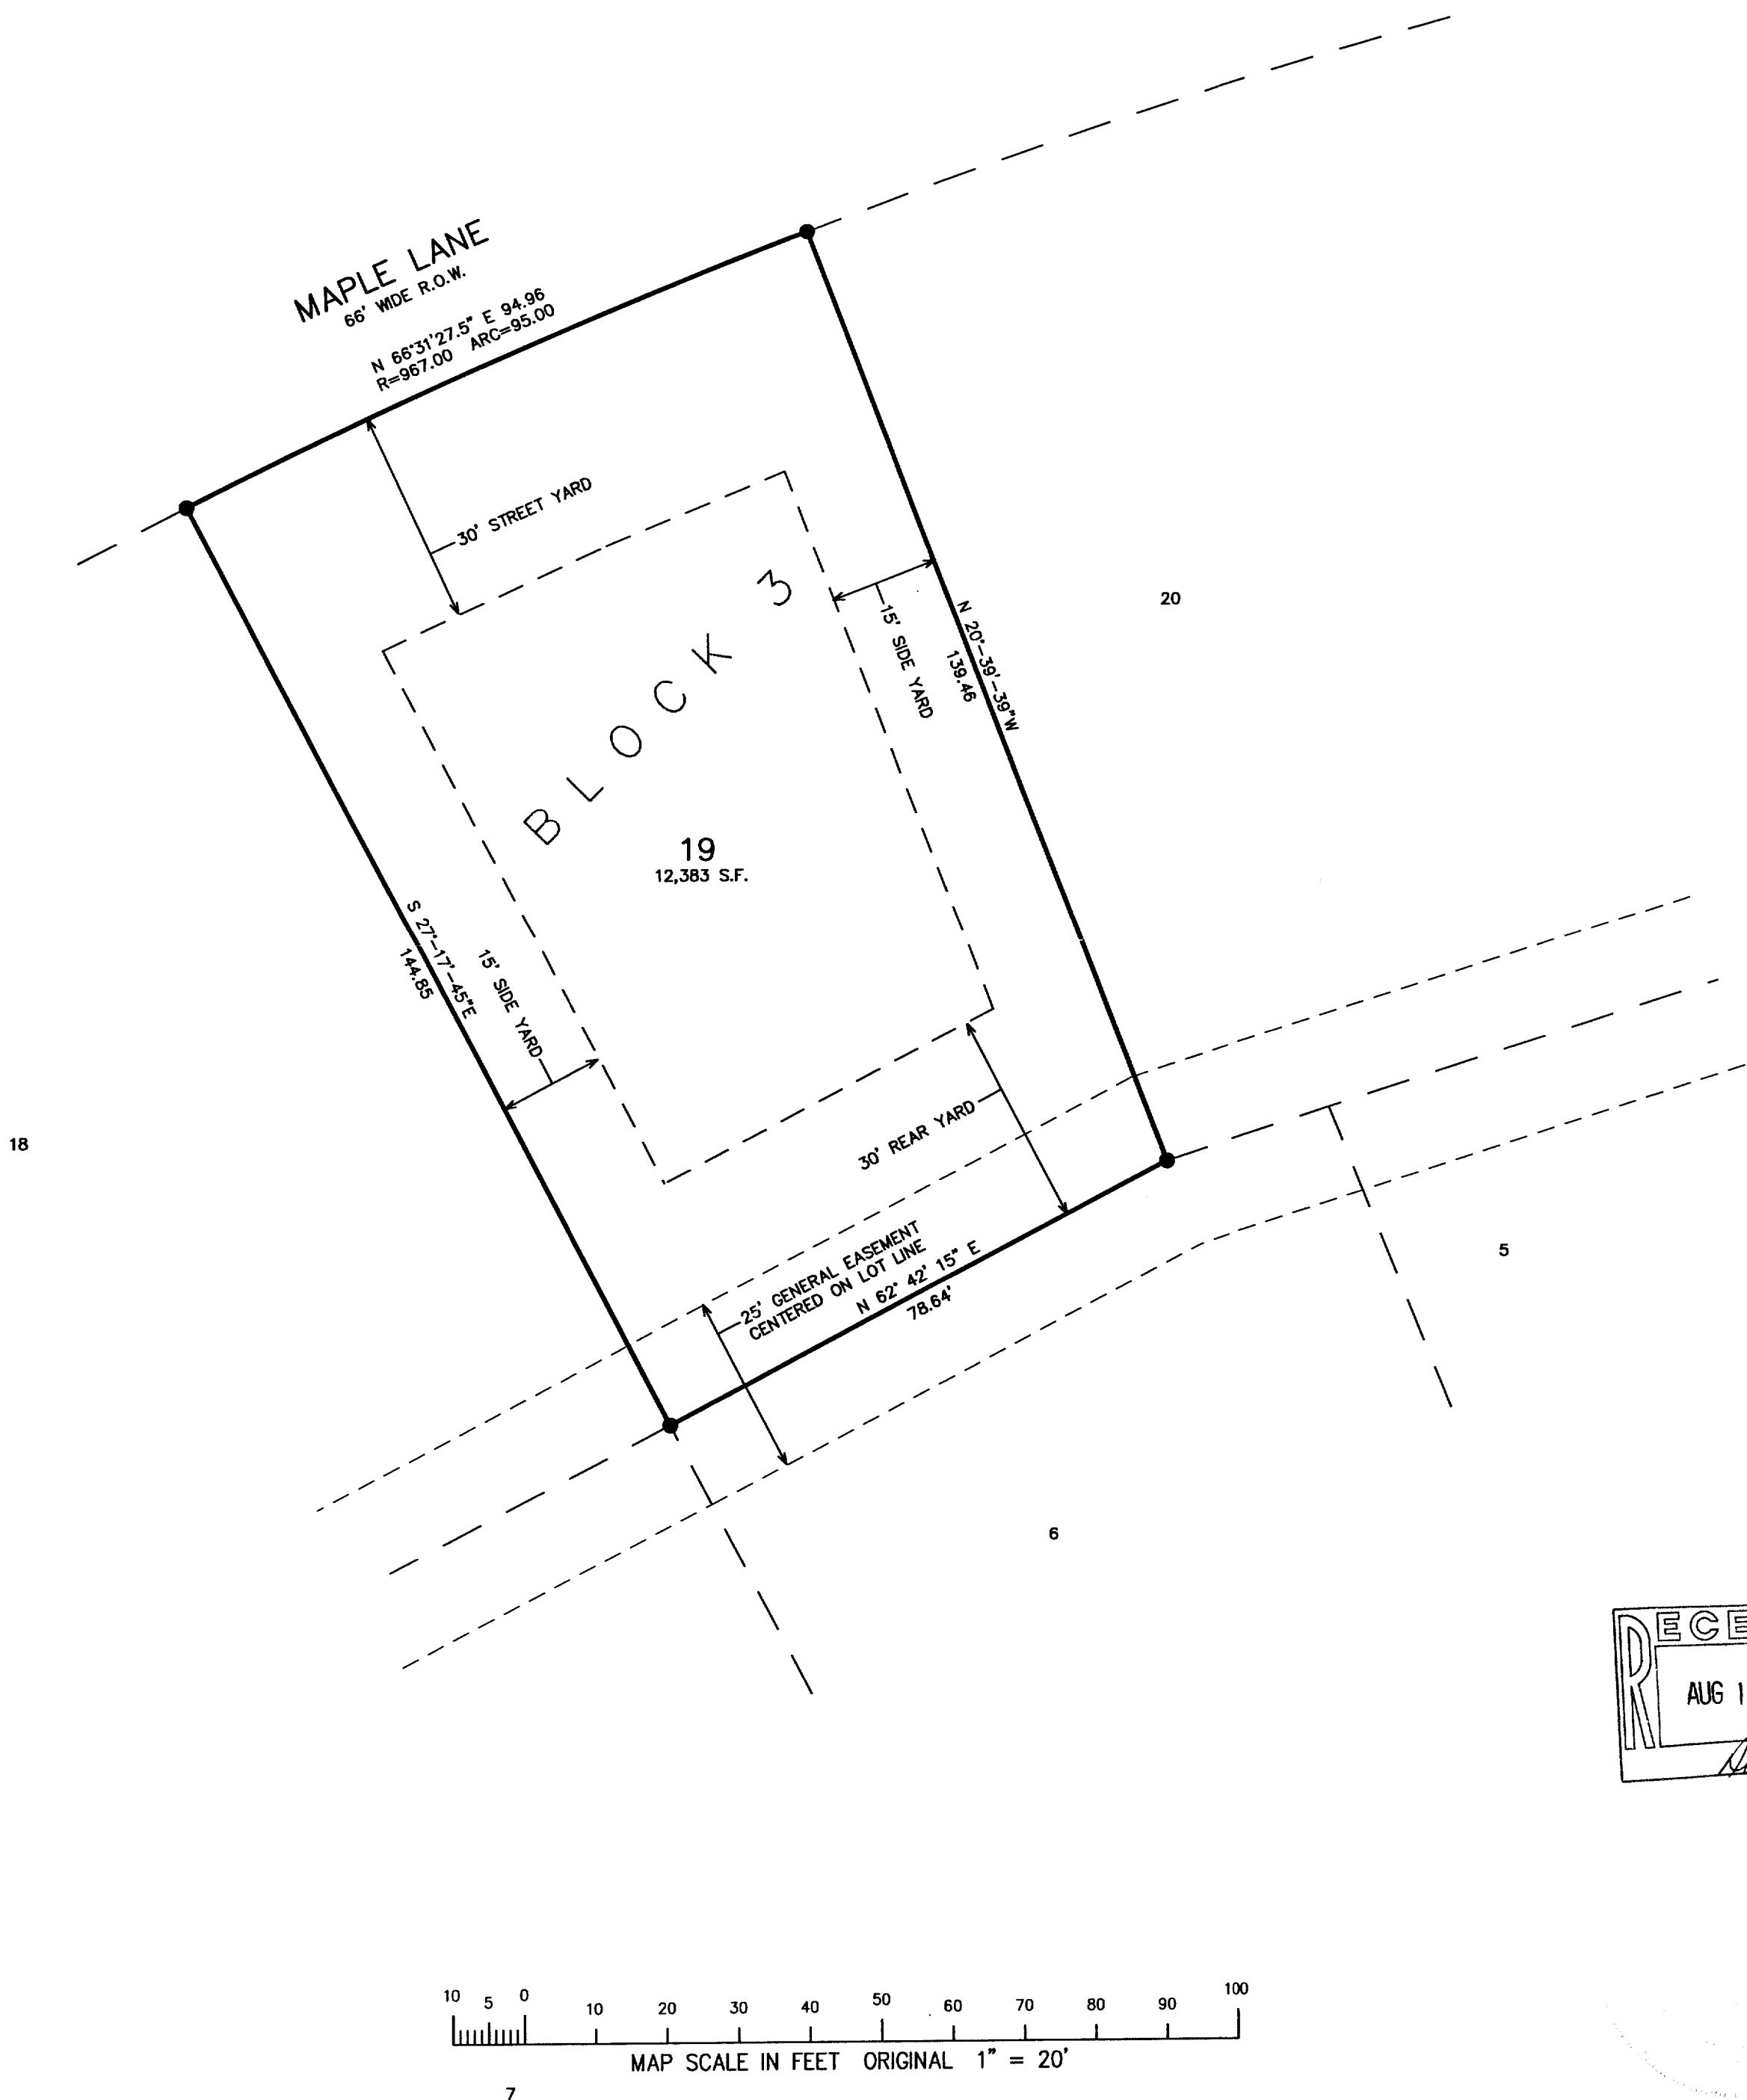 MAPLE LANE
66' WIDE R.O.W.
N 66°31'27.5" E 94.96
R=967.00 ARC=95.00
30' STREET YARD
BLOCK 3
15' SIDE YARD
N 20°-39'-39"W
139.46
20
19
12,383 S.F.
S 27°-17'-45"E
144.85
15' SIDE YARD
18
30' REAR YARD
25' GENERAL EASEMENT
CENTERED ON LOT LINE
N 62° 42' 15" E
78.64'
5
6
RECE
AUG 1
10 5 0 10 20 30 40 50 60 70 80 90 100
MAP SCALE IN FEET ORIGINAL 1" = 20'
7